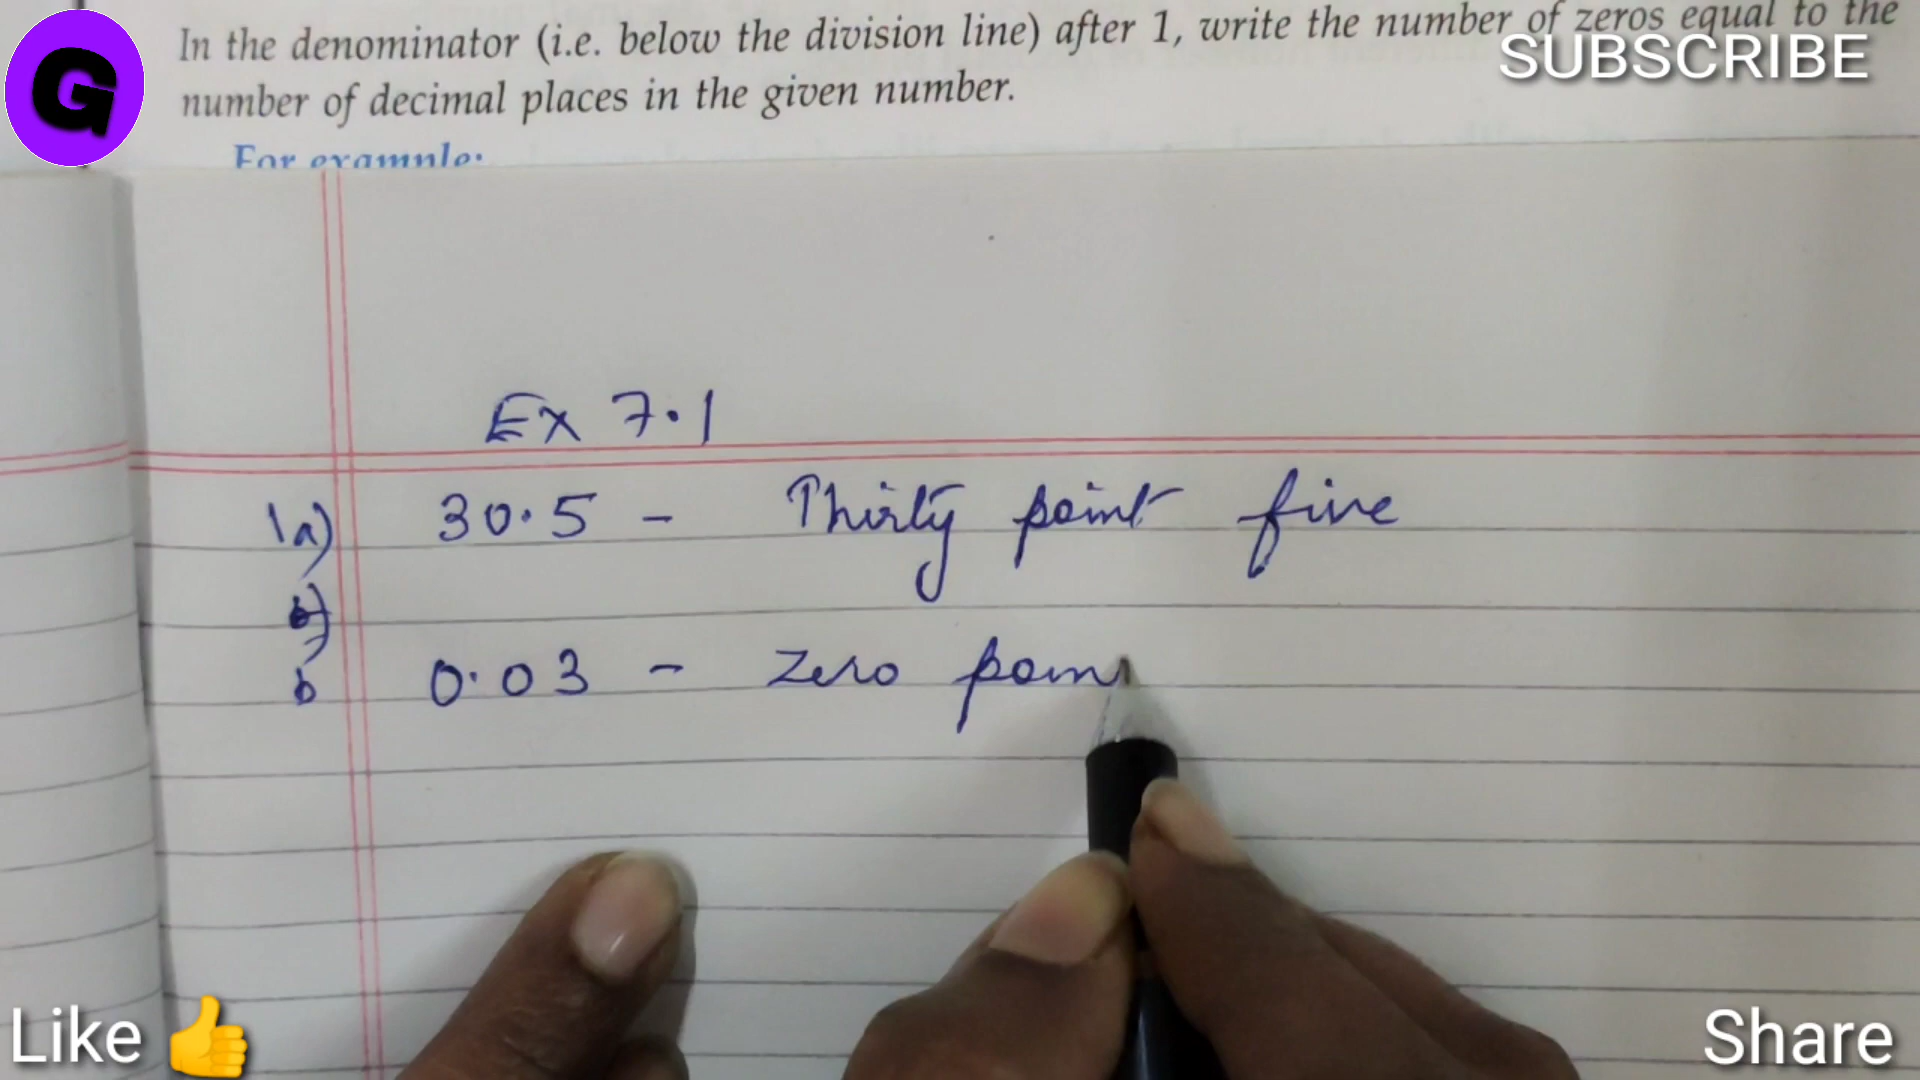 In the denominator (i.e. below the division line) after 1, write the number of zeros equal to the
number of decimal places in the given number.
For example:
G
SUBSCRIBE
Ex 7.1
1a) 30.5 - Thirty point five
b)
b 0.03 - Zero poin
Like
Share